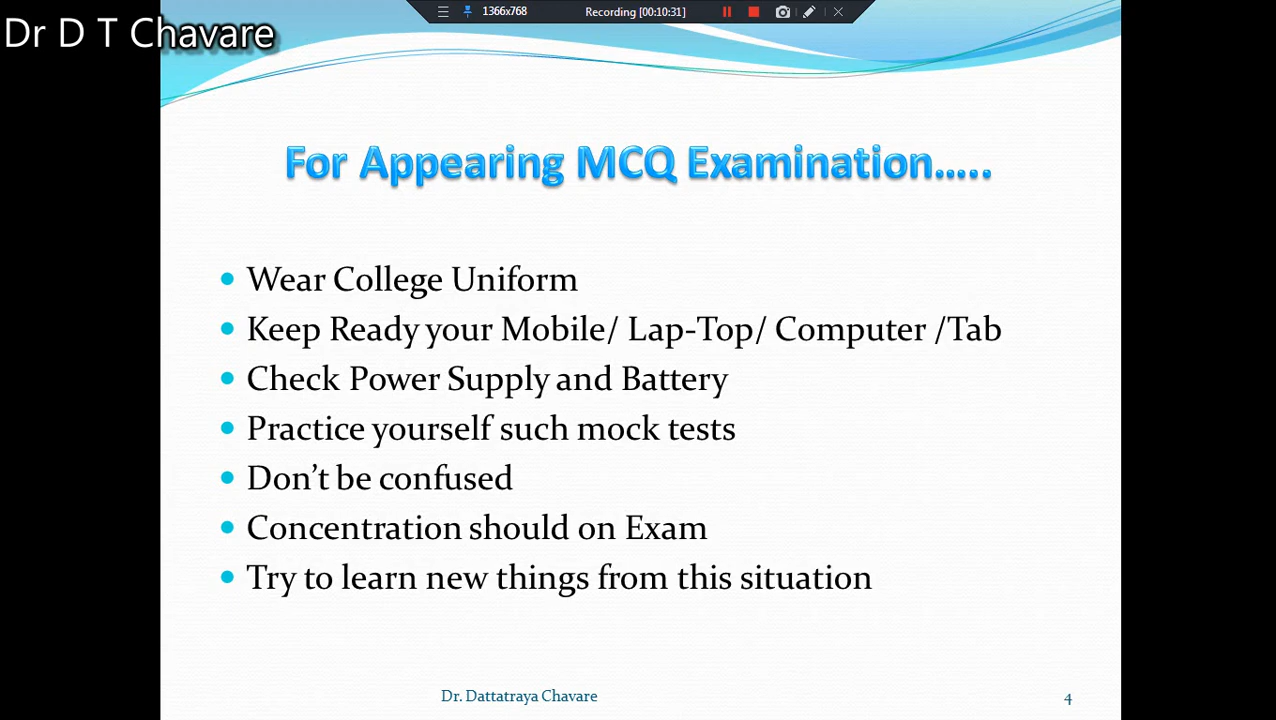 1366x768
Recording [00:10:31]
Dr D T Chavare
For Appearing MCQ Examination.....
• Wear College Uniform
• Keep Ready your Mobile/ Lap-Top/ Computer /Tab
• Check Power Supply and Battery
• Practice yourself such mock tests
• Don’t be confused
• Concentration should on Exam
• Try to learn new things from this situation
Dr. Dattatraya Chavare
4